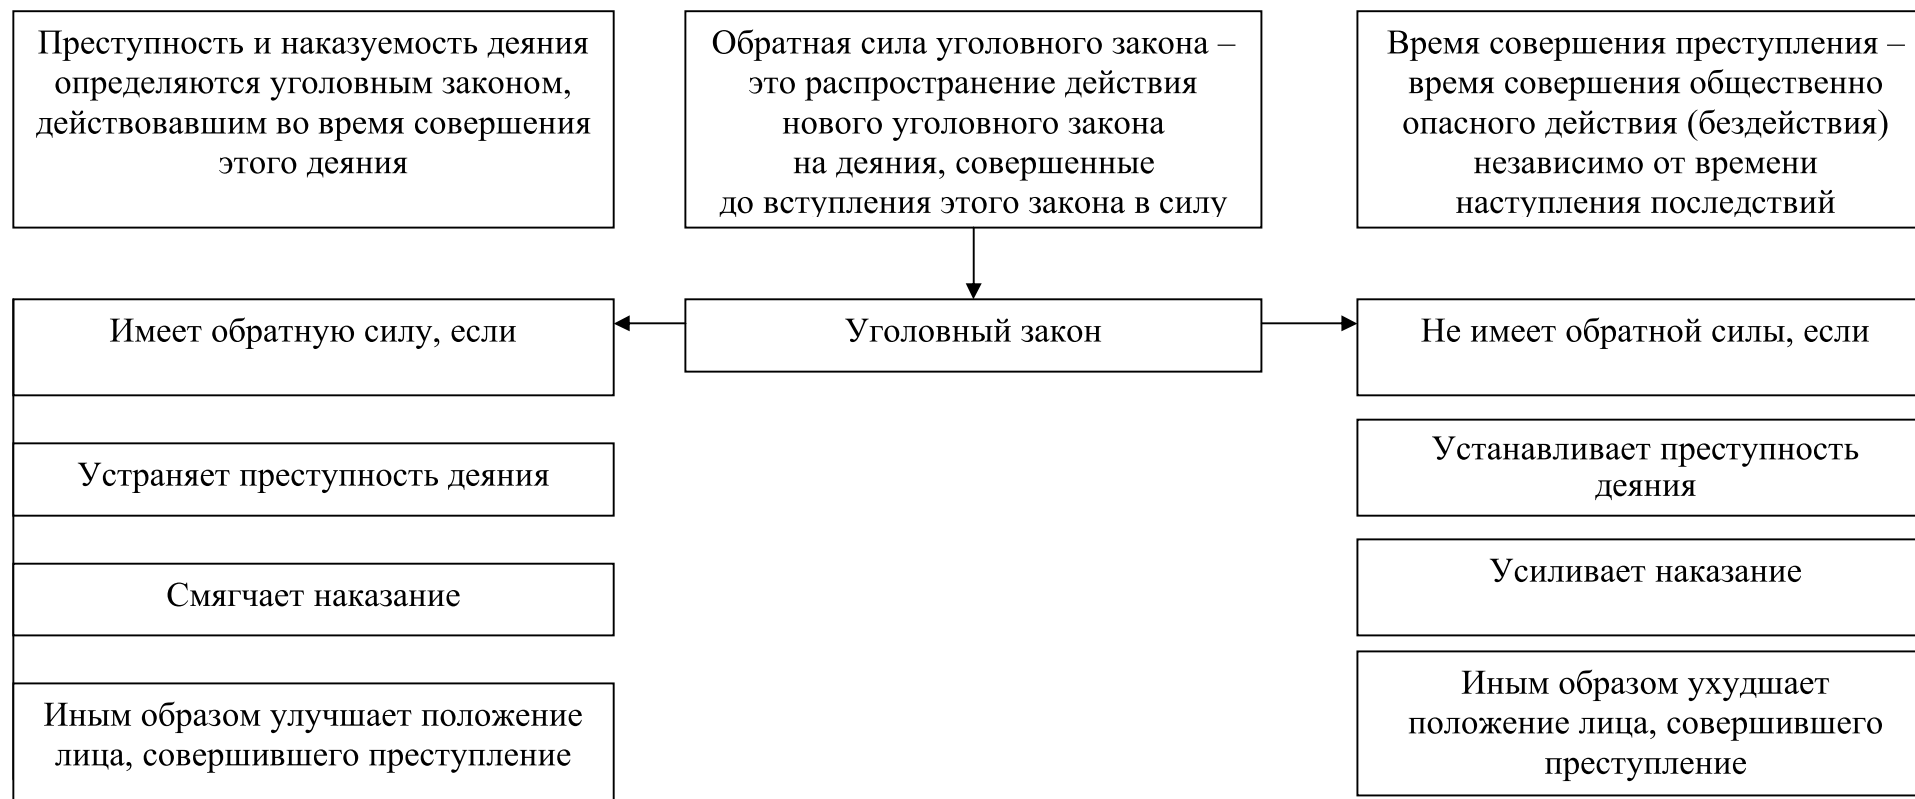 Преступность и наказуемость деяния
определяются уголовным законом,
действовавшим во время совершения
этого деяния
Обратная сила уголовного закона –
это распространение действия
нового уголовного закона
на деяния, совершенные
до вступления этого закона в силу
Время совершения преступления –
время совершения общественно
опасного действия (бездействия)
независимо от времени
наступления последствий
Имеет обратную силу, если
Уголовный закон
Не имеет обратной силы, если
Устраняет преступность деяния
Смягчает наказание
Иным образом улучшает положение
лица, совершившего преступление
Устанавливает преступность
деяния
Усиливает наказание
Иным образом ухудшает
положение лица, совершившего
преступление